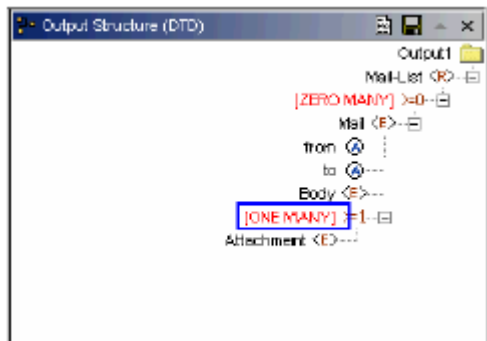 Output Structure (DTD)
Output1
Mail-List <R>
[ZERO MANY] >=0
Mail <E>
from A
to A
Body <E>
[ONE MANY] >=1
Attachment <E>